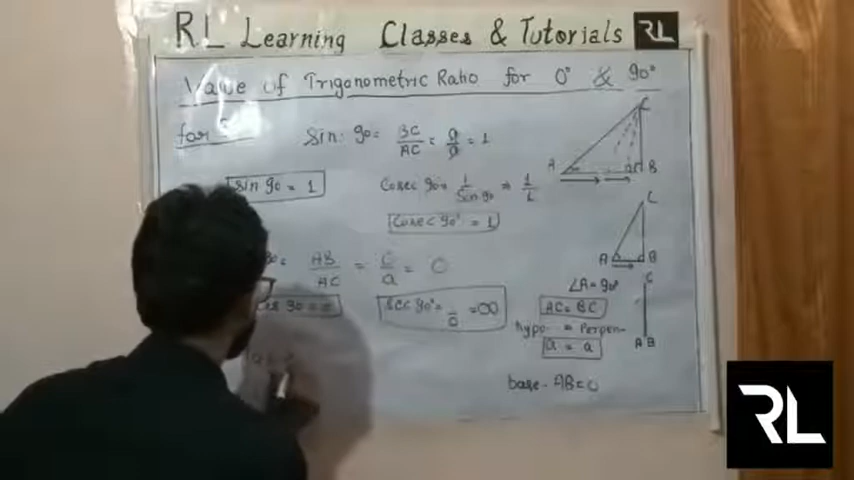 RL Learning Classes & Tutorials RL
Value of Trigonometric Ratio for 0° & 90°
for
Sin. 90 = BC/AC = a/a = 1
Sin 90 = 1
Cosec 90 = 1/Sin 90 = 1/1
Cosec 90° = 1
90 = AB/AC = 0/a = 0
Sec 90° = 1/0 = ∞
C
A B
C
A B
C
A B
∠A = 90°
AC = BC
hypo = Perpen-
a = a
base - AB = 0
RL